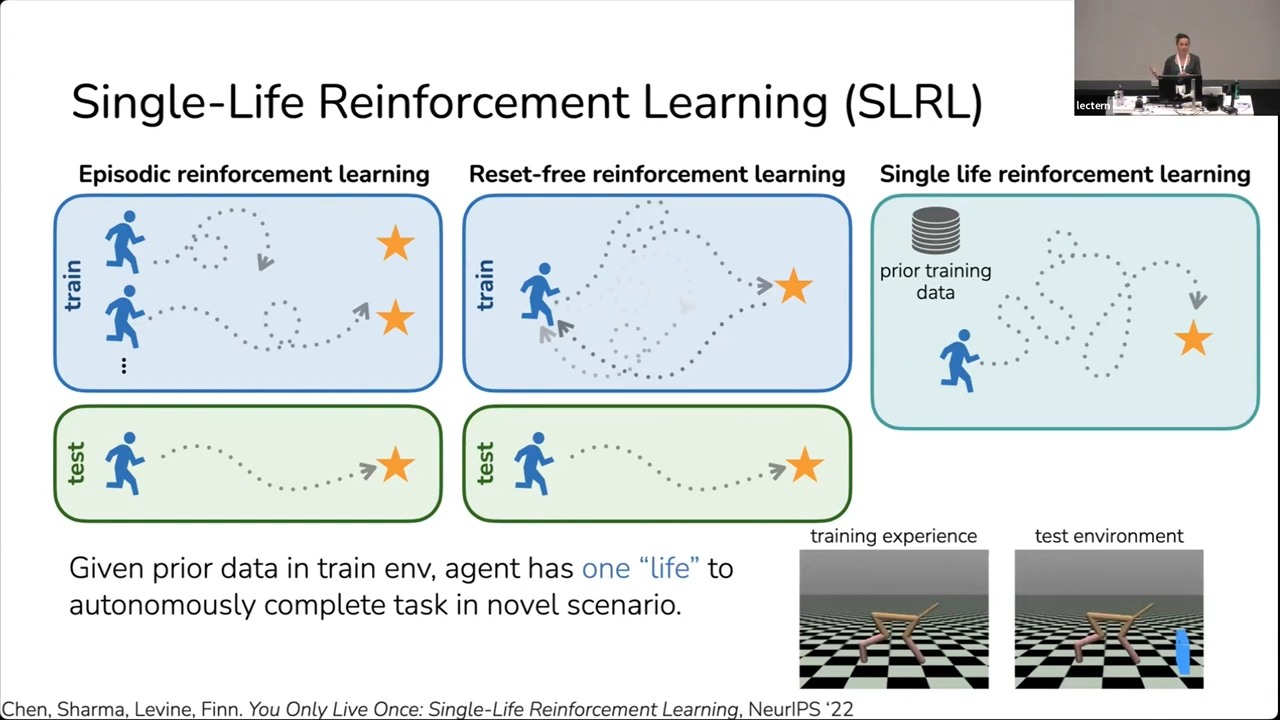 Single-Life Reinforcement Learning (SLRL)
lectern
Episodic reinforcement learning
train
test
Reset-free reinforcement learning
train
test
Single life reinforcement learning
prior training
data
Given prior data in train env, agent has one “life” to
autonomously complete task in novel scenario.
training experience
test environment
Chen, Sharma, Levine, Finn. You Only Live Once: Single-Life Reinforcement Learning, NeurIPS ‘22